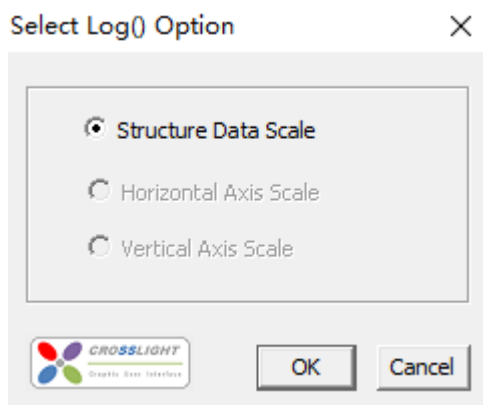 Select Log() Option
Structure Data Scale
Horizontal Axis Scale
Vertical Axis Scale
CROSSLIGHT
Graphic User Interface
OK
Cancel